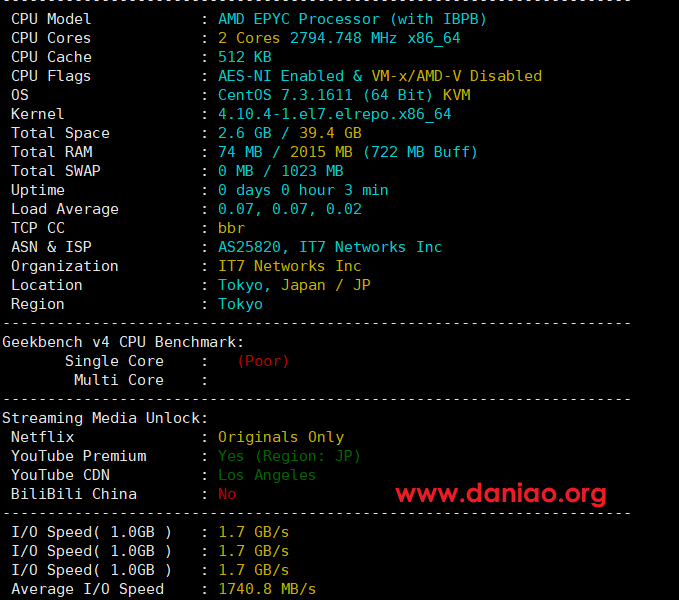 CPU Model : AMD EPYC Processor (with IBPB)
CPU Cores : 2 Cores 2794.748 MHz x86_64
CPU Cache : 512 KB
CPU Flags : AES-NI Enabled & VM-x/AMD-V Disabled
OS : CentOS 7.3.1611 (64 Bit) KVM
Kernel : 4.10.4-1.el7.elrepo.x86_64
Total Space : 2.6 GB / 39.4 GB
Total RAM : 74 MB / 2015 MB (722 MB Buff)
Total SWAP : 0 MB / 1023 MB
Uptime : 0 days 0 hour 3 min
Load Average : 0.07, 0.07, 0.02
TCP CC : bbr
ASN & ISP : AS25820, IT7 Networks Inc
Organization : IT7 Networks Inc
Location : Tokyo, Japan / JP
Region : Tokyo
Geekbench v4 CPU Benchmark:
Single Core : (Poor)
Multi Core :
Streaming Media Unlock:
Netflix : Originals Only
YouTube Premium : Yes (Region: JP)
YouTube CDN : Los Angeles
BiliBili China : No
www.daniao.org
I/O Speed( 1.0GB ) : 1.7 GB/s
I/O Speed( 1.0GB ) : 1.7 GB/s
I/O Speed( 1.0GB ) : 1.7 GB/s
Average I/O Speed : 1740.8 MB/s